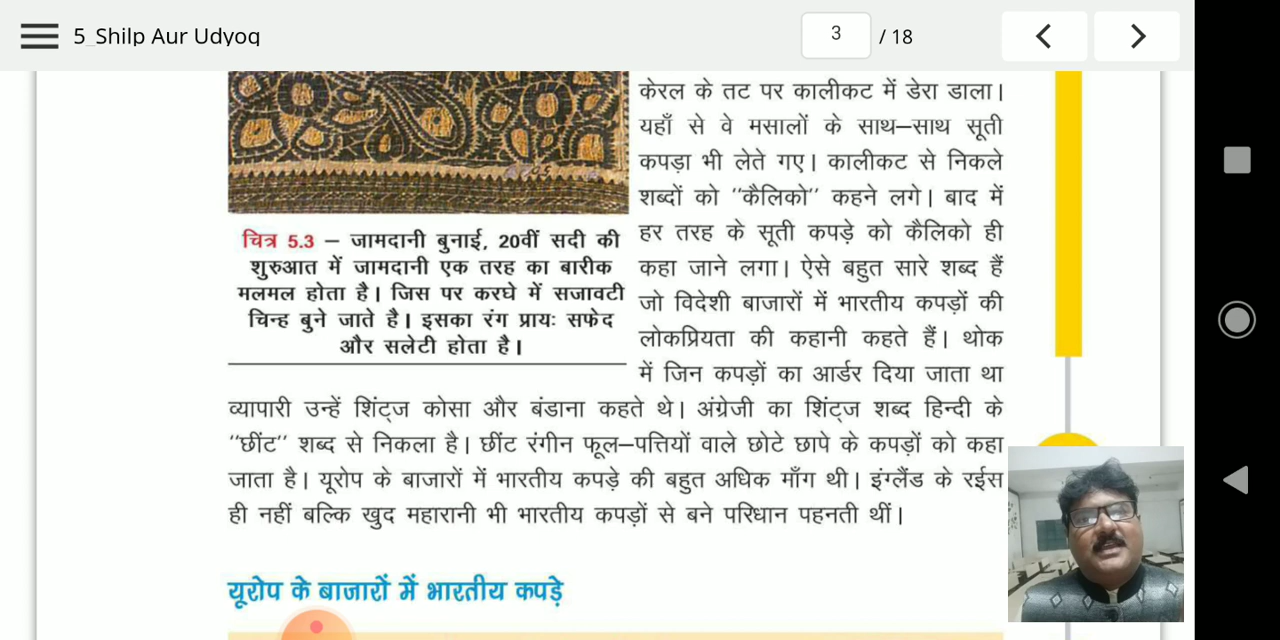 5_Shilp Aur Udyog
3 / 18
केरल के तट पर कालीकट में डेरा डाला।
यहाँ से वे मसालों के साथ–साथ सूती
कपड़ा भी लेते गए। कालीकट से निकले
शब्दों को "कैलिको" कहने लगे। बाद में
हर तरह के सूती कपड़े को कैलिको ही
कहा जाने लगा। ऐसे बहुत सारे शब्द हैं
जो विदेशी बाजारों में भारतीय कपड़ों की
लोकप्रियता की कहानी कहते हैं। थोक
में जिन कपड़ों का आर्डर दिया जाता था
चित्र 5.3 – जामदानी बुनाई, 20वीं सदी की
शुरुआत में जामदानी एक तरह का बारीक
मलमल होता है। जिस पर करघे में सजावटी
चिन्ह बुने जाते है। इसका रंग प्रायः सफेद
और सलेटी होता है।
व्यापारी उन्हें शिंट्ज कोसा और बंडाना कहते थे। अंग्रेजी का शिंट्ज शब्द हिन्दी के
"छींट" शब्द से निकला है। छींट रंगीन फूल–पत्तियों वाले छोटे छापे के कपड़ों को कहा
जाता है। यूरोप के बाजारों में भारतीय कपड़े की बहुत अधिक माँग थी। इंग्लैंड के रईस
ही नहीं बल्कि खुद महारानी भी भारतीय कपड़ों से बने परिधान पहनती थीं।
यूरोप के बाजारों में भारतीय कपड़े